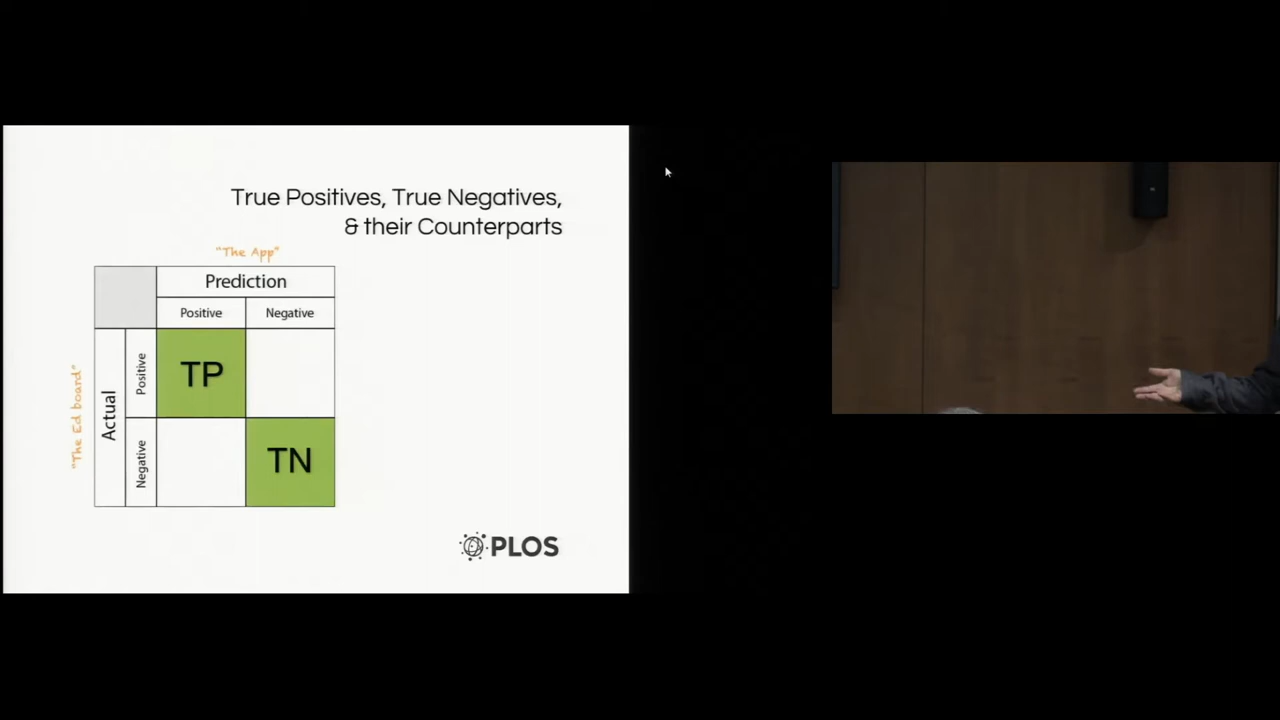 True Positives, True Negatives,
& their Counterparts
"The App"
Prediction
Positive
Negative
"The Ed board"
Actual
Positive
TP
Negative
TN
PLOS